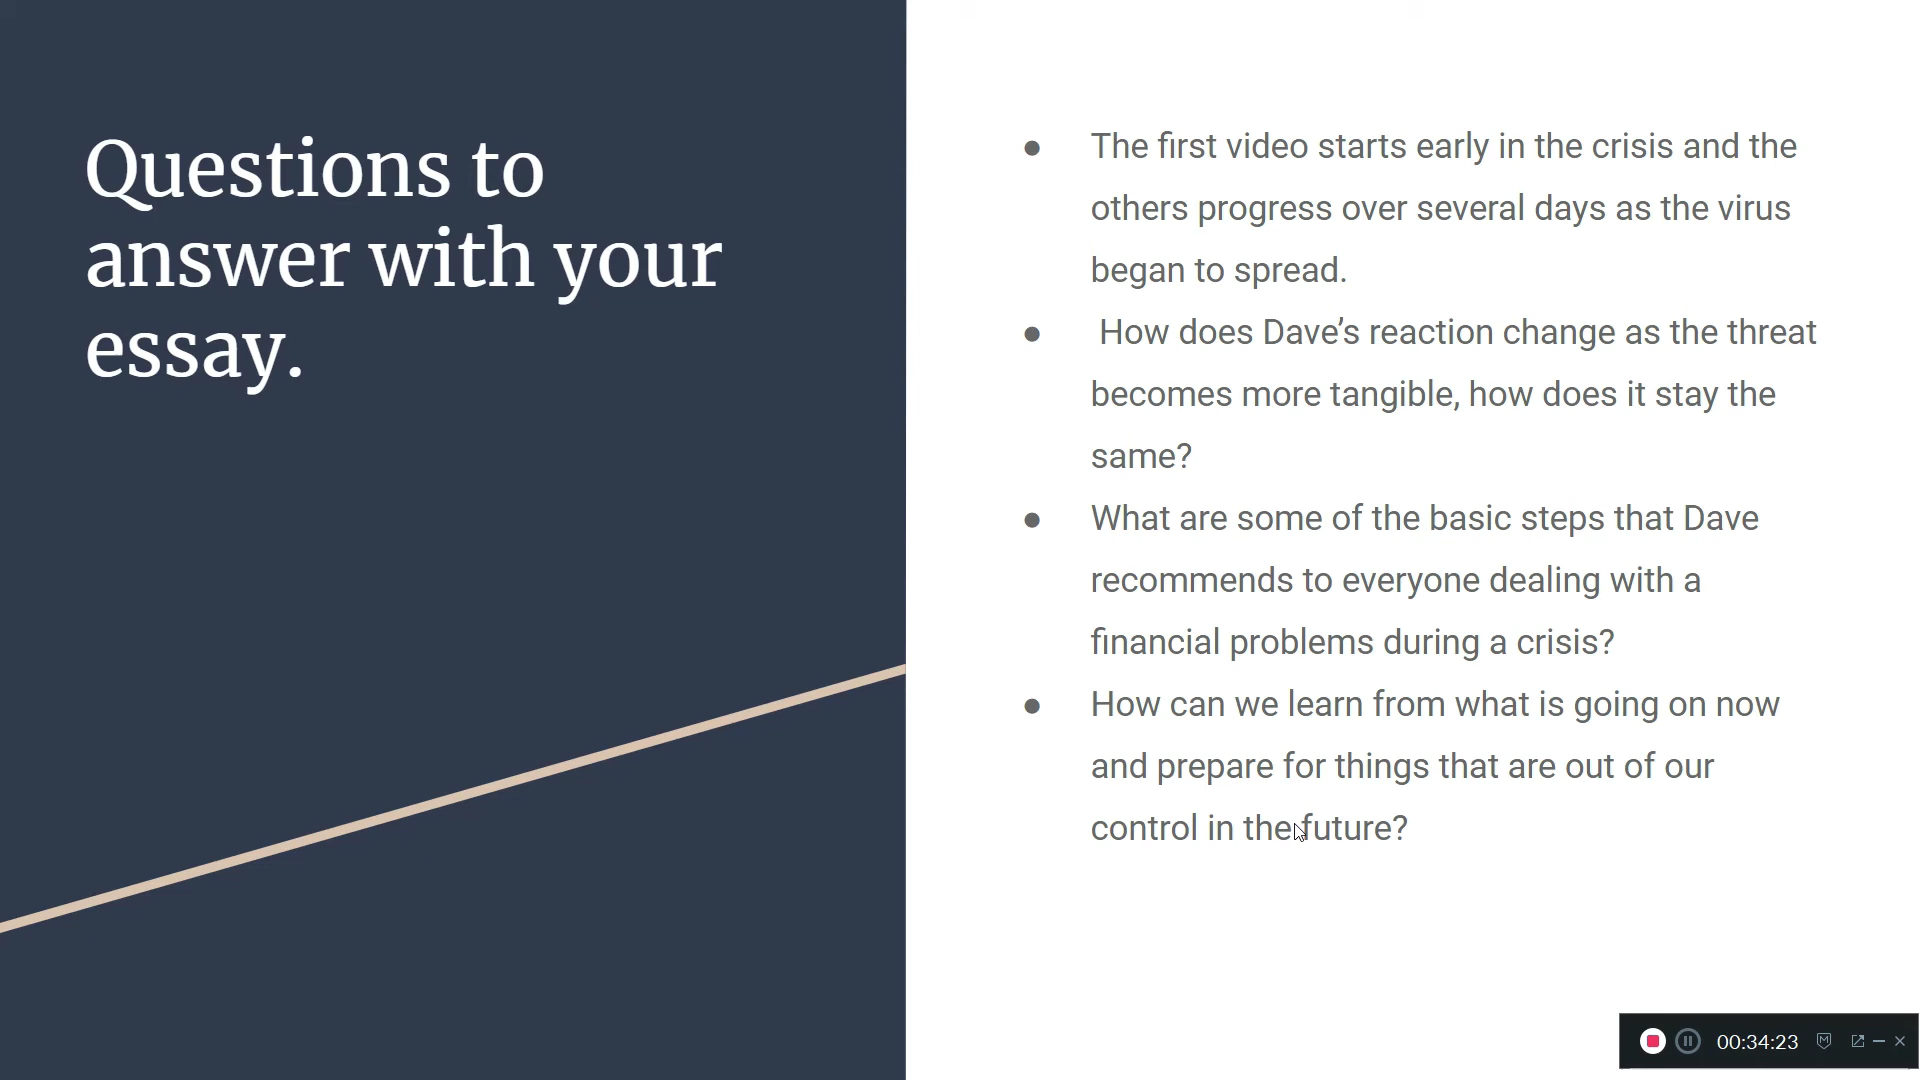 Questions to
answer with your
essay.
● The first video starts early in the crisis and the
others progress over several days as the virus
began to spread.
● How does Dave’s reaction change as the threat
becomes more tangible, how does it stay the
same?
● What are some of the basic steps that Dave
recommends to everyone dealing with a
financial problems during a crisis?
● How can we learn from what is going on now
and prepare for things that are out of our
control in the future?
00:34:23